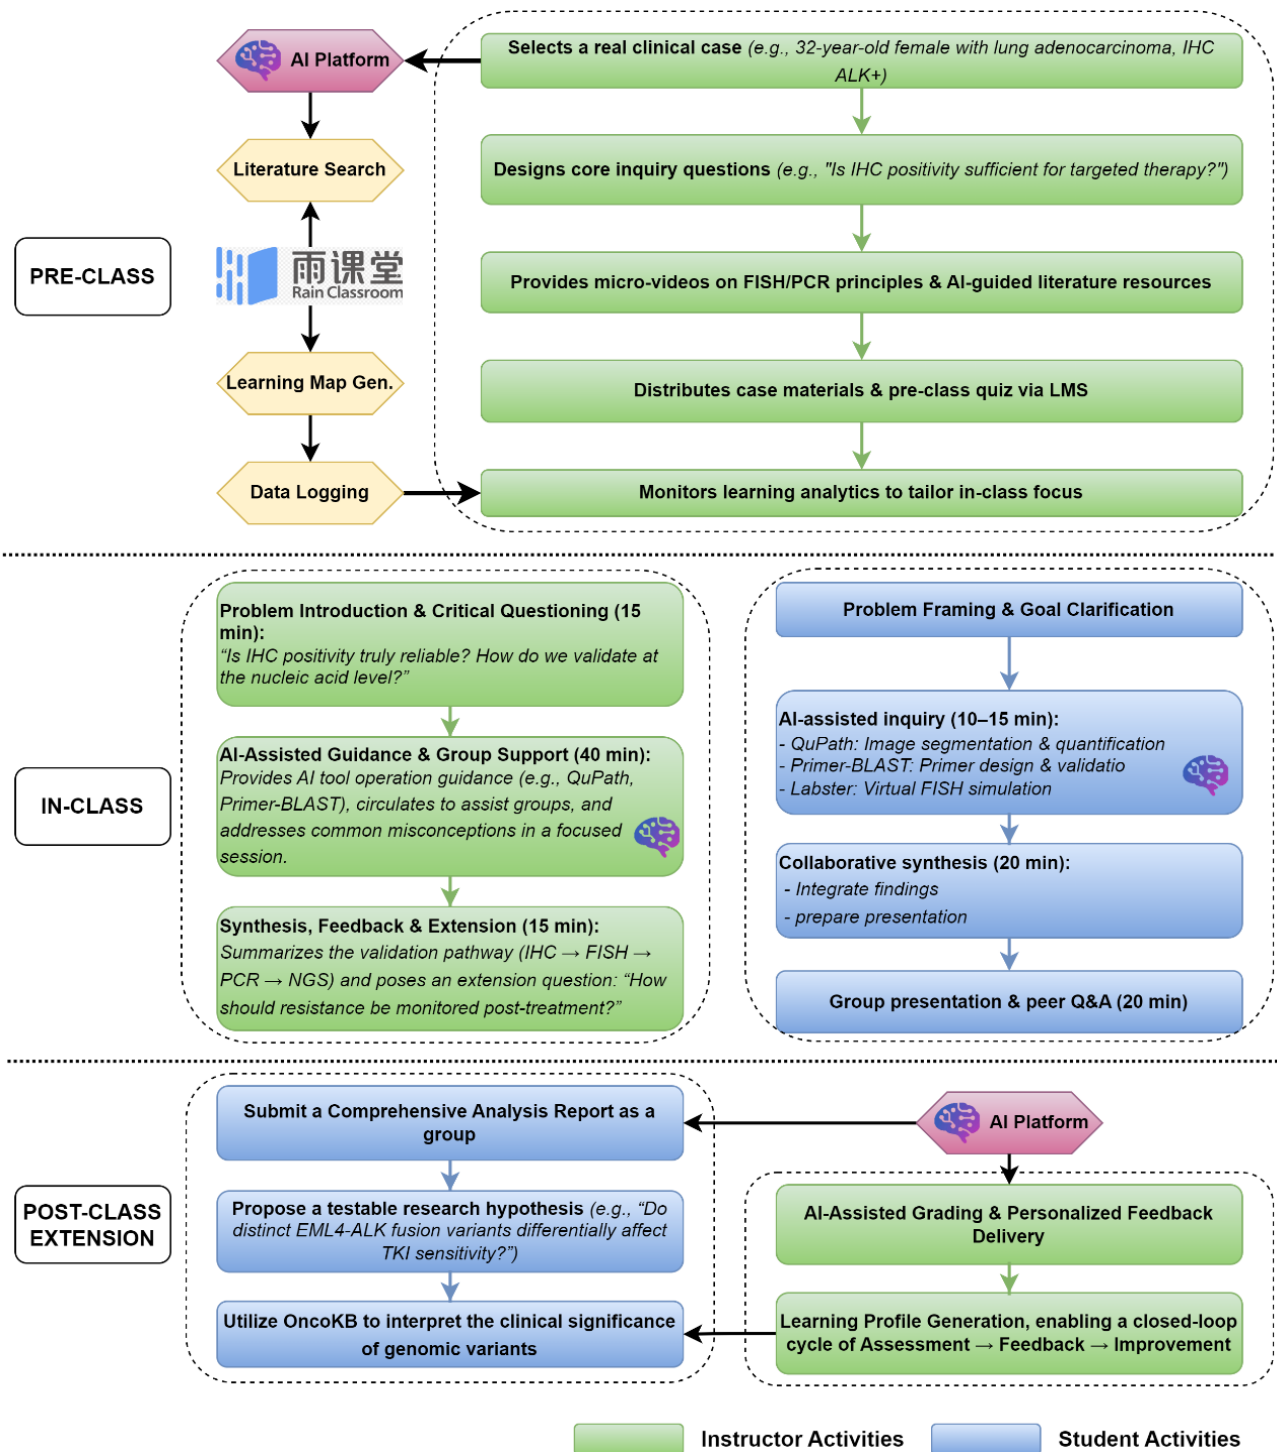 AI Platform
Selects a real clinical case (e.g., 32-year-old female with lung adenocarcinoma, IHC
ALK+)
Literature Search
Designs core inquiry questions (e.g., "Is IHC positivity sufficient for targeted therapy?")
PRE-CLASS
雨课堂
Rain Classroom
Provides micro-videos on FISH/PCR principles & AI-guided literature resources
Learning Map Gen.
Distributes case materials & pre-class quiz via LMS
Data Logging
Monitors learning analytics to tailor in-class focus
IN-CLASS
Problem Introduction & Critical Questioning (15
min):
“Is IHC positivity truly reliable? How do we validate at
the nucleic acid level?”
AI-Assisted Guidance & Group Support (40 min):
Provides AI tool operation guidance (e.g., QuPath,
Primer-BLAST), circulates to assist groups, and
addresses common misconceptions in a focused
session.
Synthesis, Feedback & Extension (15 min):
Summarizes the validation pathway (IHC → FISH →
PCR → NGS) and poses an extension question: “How
should resistance be monitored post-treatment?”
Problem Framing & Goal Clarification
AI-assisted inquiry (10–15 min):
- QuPath: Image segmentation & quantification
- Primer-BLAST: Primer design & validatio
- Labster: Virtual FISH simulation
Collaborative synthesis (20 min):
- Integrate findings
- prepare presentation
Group presentation & peer Q&A (20 min)
POST-CLASS
EXTENSION
Submit a Comprehensive Analysis Report as a
group
Propose a testable research hypothesis (e.g., “Do
distinct EML4-ALK fusion variants differentially affect
TKI sensitivity?”)
Utilize OncoKB to interpret the clinical significance
of genomic variants
AI Platform
AI-Assisted Grading & Personalized Feedback
Delivery
Learning Profile Generation, enabling a closed-loop
cycle of Assessment → Feedback → Improvement
Instructor Activities
Student Activities